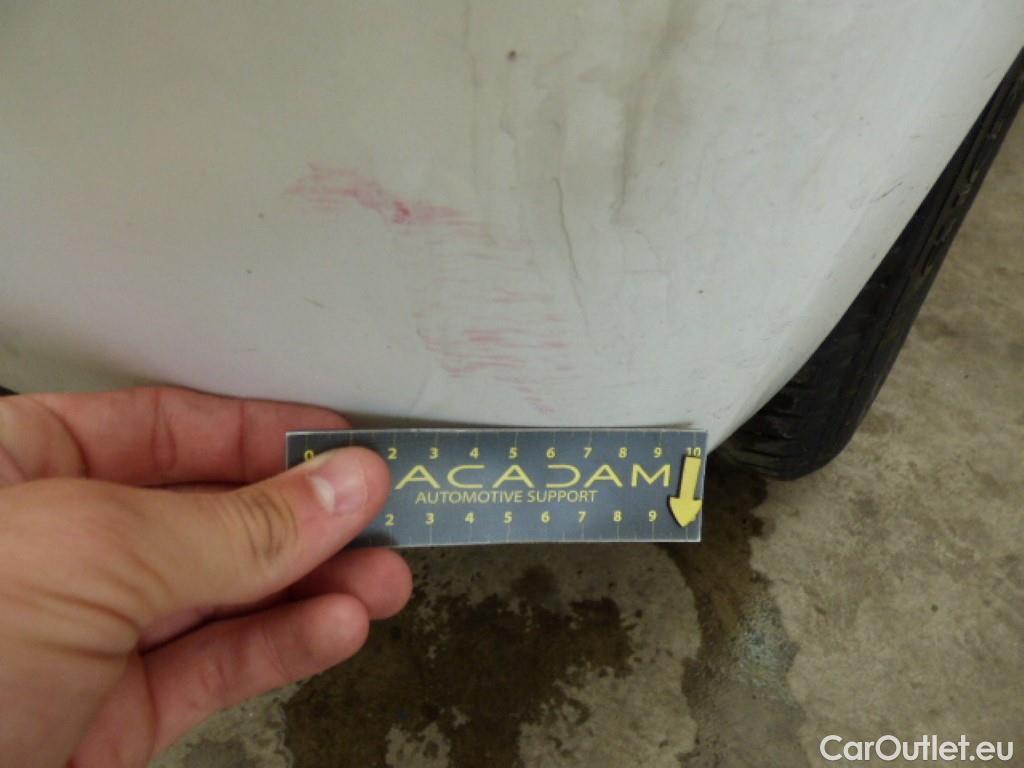 0 2 3 4 5 6 7 8 9 10
ACADAM
AUTOMOTIVE SUPPORT
2 3 4 5 6 7 8 9
CarOutlet.eu